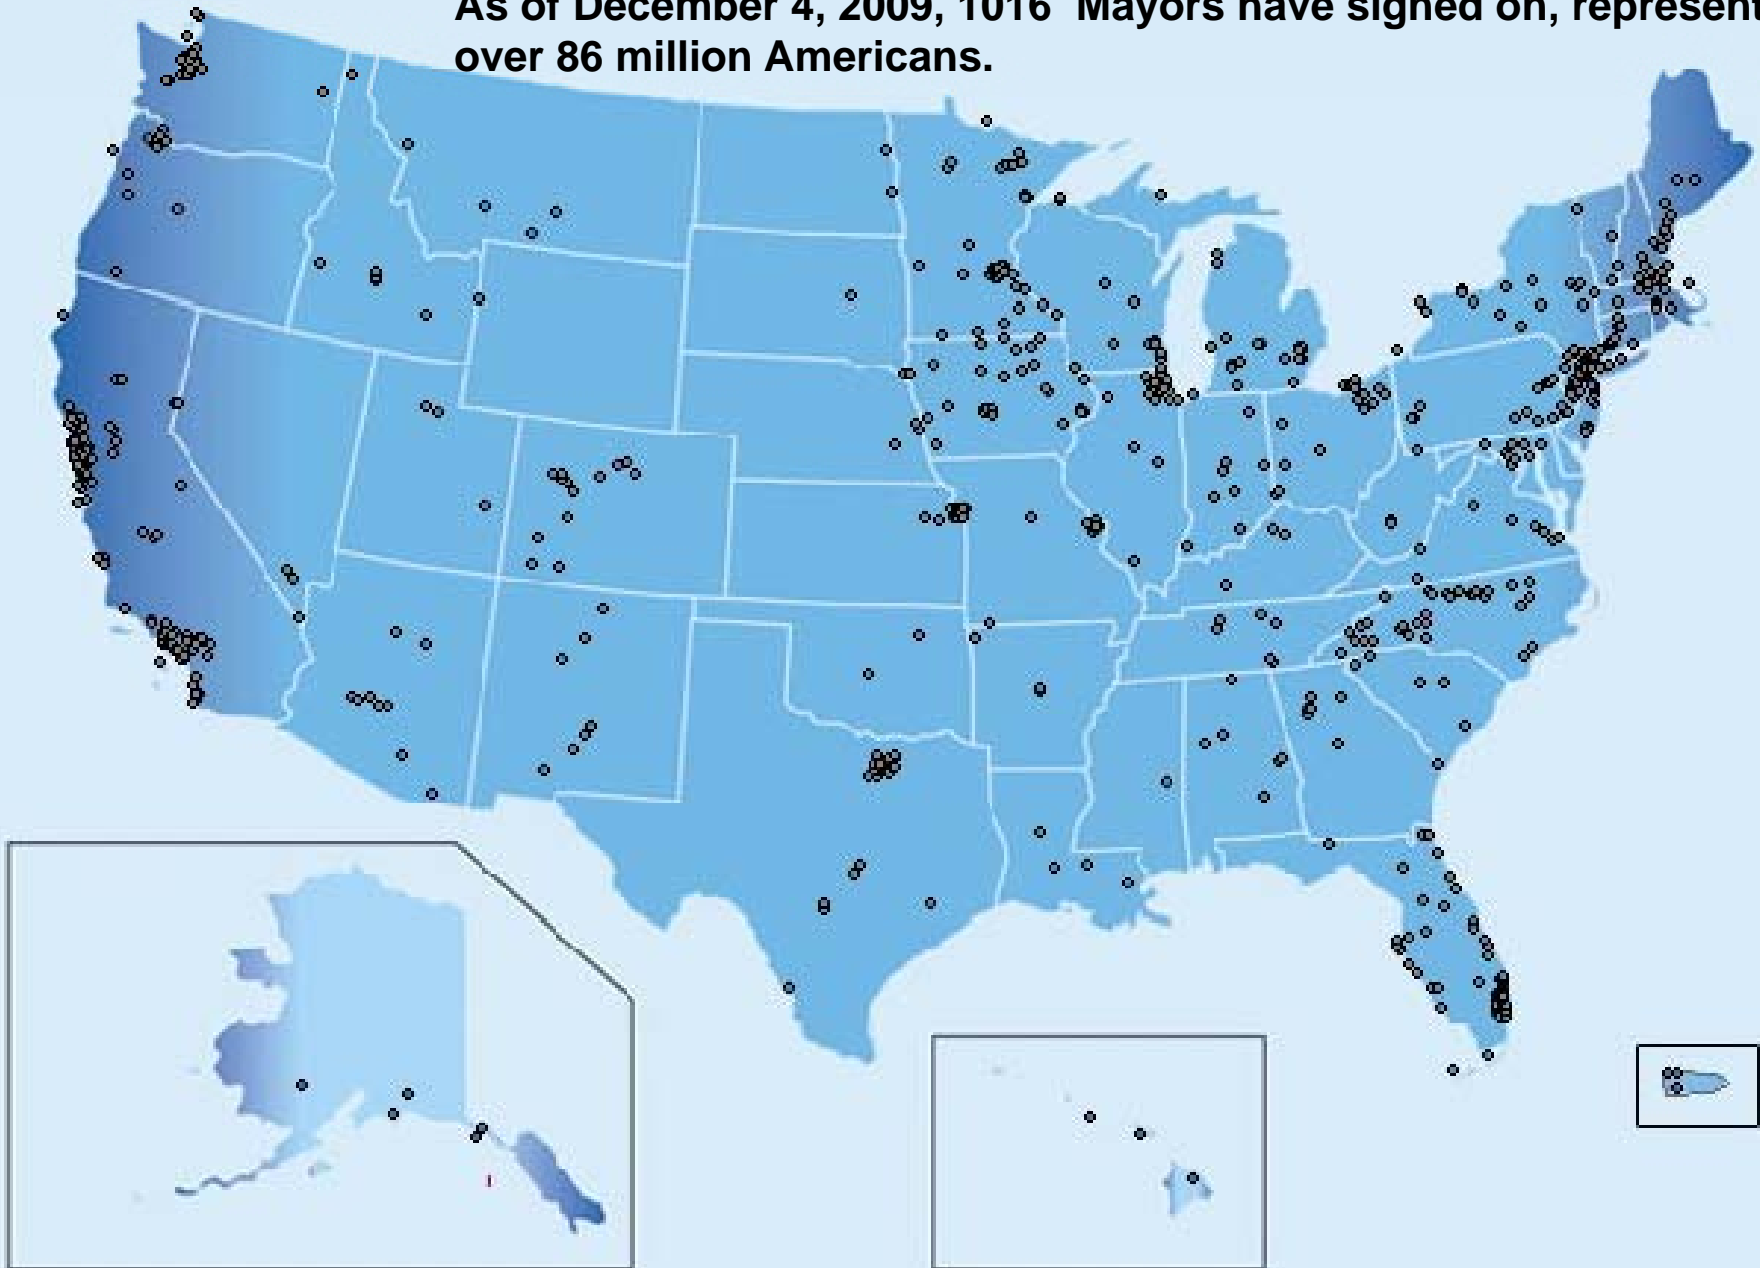 As of December 4, 2009, 1016 Mayors have signed on, represent
over 86 million Americans.